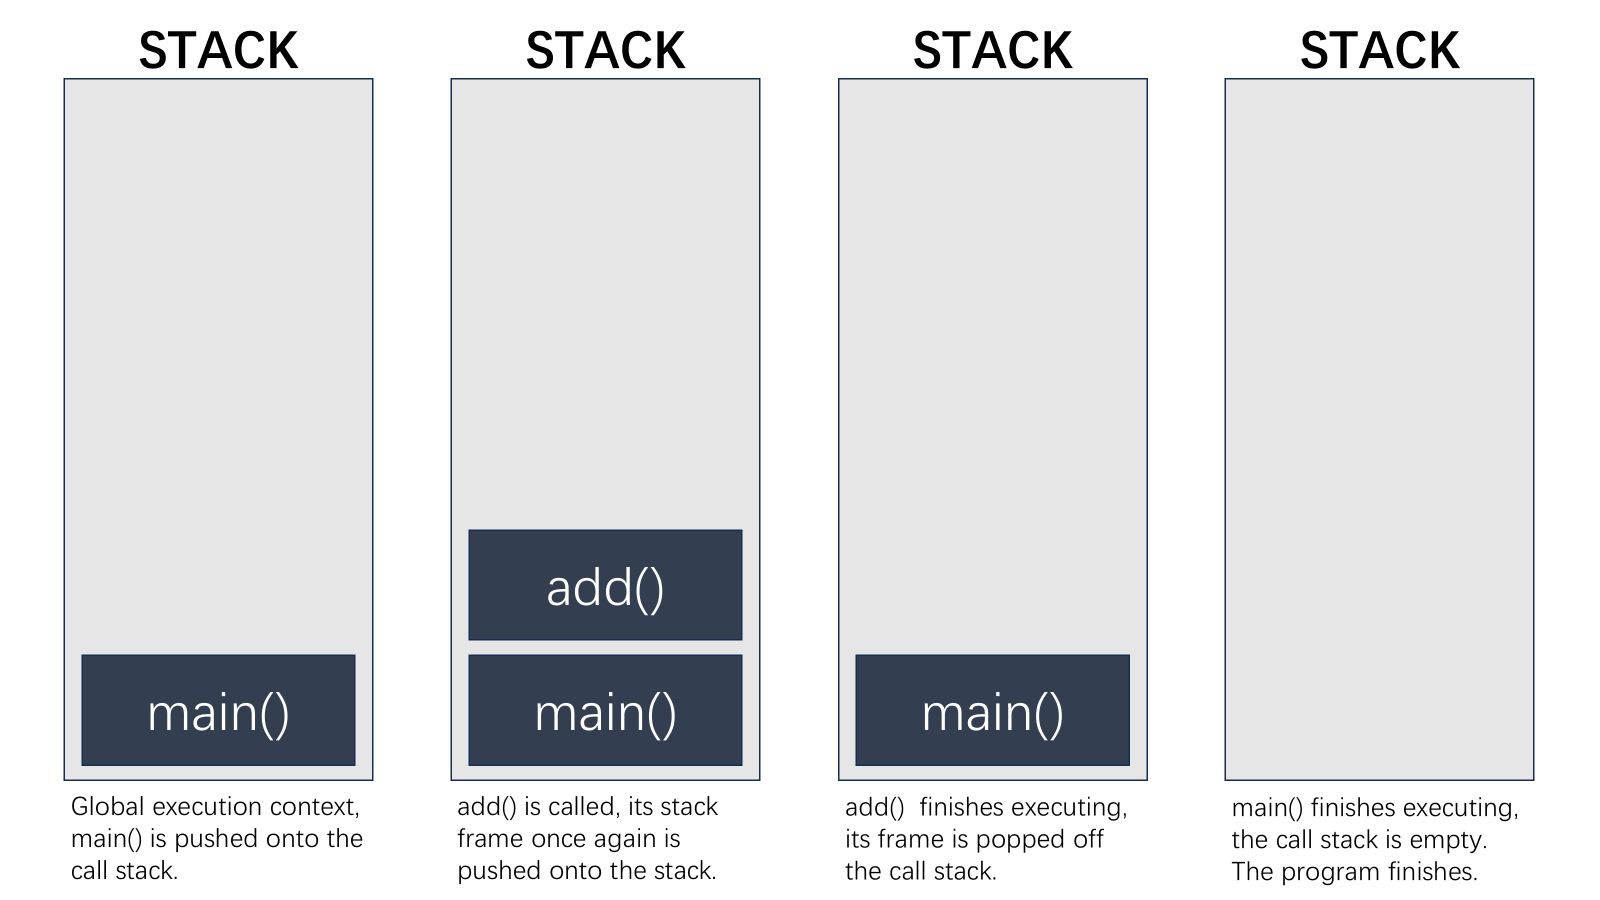 STACK
main()
Global execution context,
main() is pushed onto the
call stack.
STACK
add()
main()
add() is called, its stack
frame once again is
pushed onto the stack.
STACK
main()
add()  finishes executing,
its frame is popped off
the call stack.
STACK
main() finishes executing,
the call stack is empty.
The program finishes.